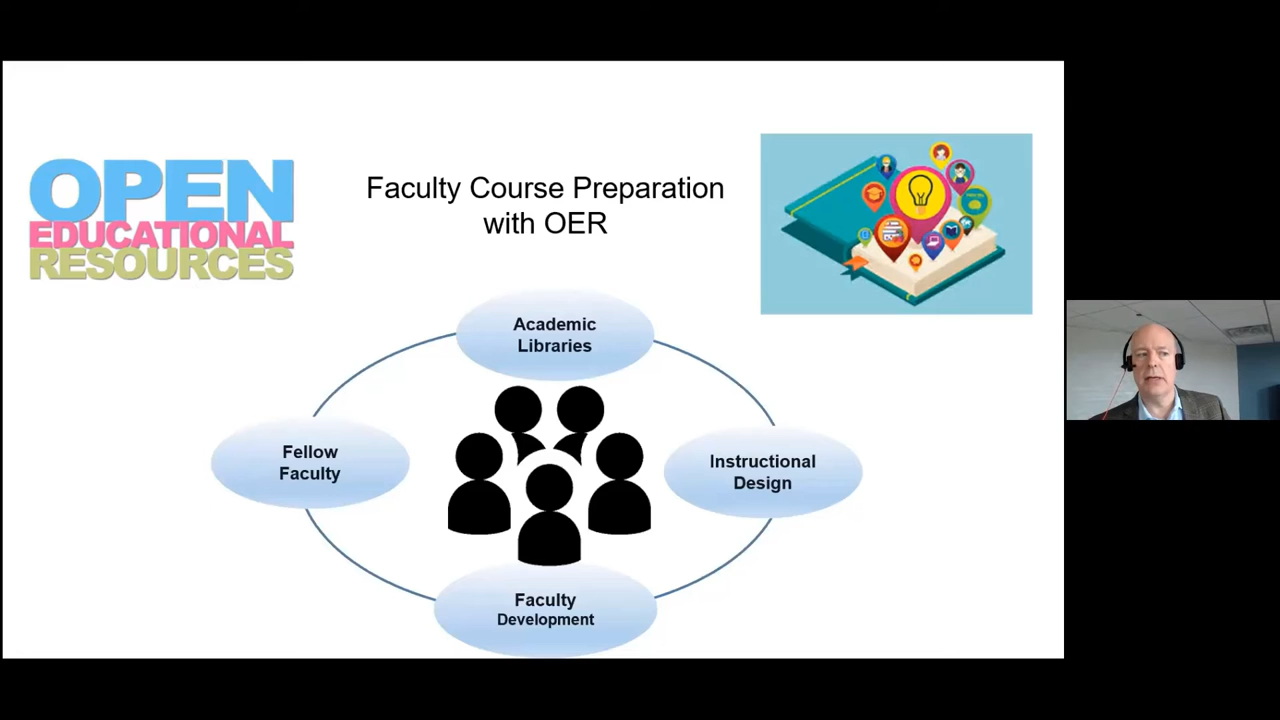 OPEN
EDUCATIONAL
RESOURCES
Faculty Course Preparation
with OER
Academic
Libraries
Fellow
Faculty
Instructional
Design
Faculty
Development